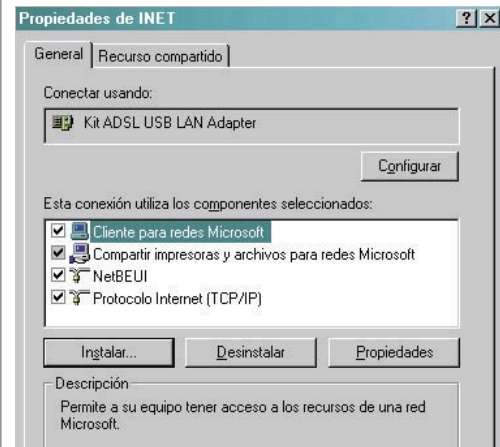 Propiedades de INET
General
Recurso compartido
Conectar usando:
Kit ADSL USB LAN Adapter
Configurar
Esta conexión utiliza los componentes seleccionados:
Cliente para redes Microsoft
Compartir impresoras y archivos para redes Microsoft
NetBEUI
Protocolo Internet (TCP/IP)
Instalar...
Desinstalar
Propiedades
Descripción
Permite a su equipo tener acceso a los recursos de una red
Microsoft.